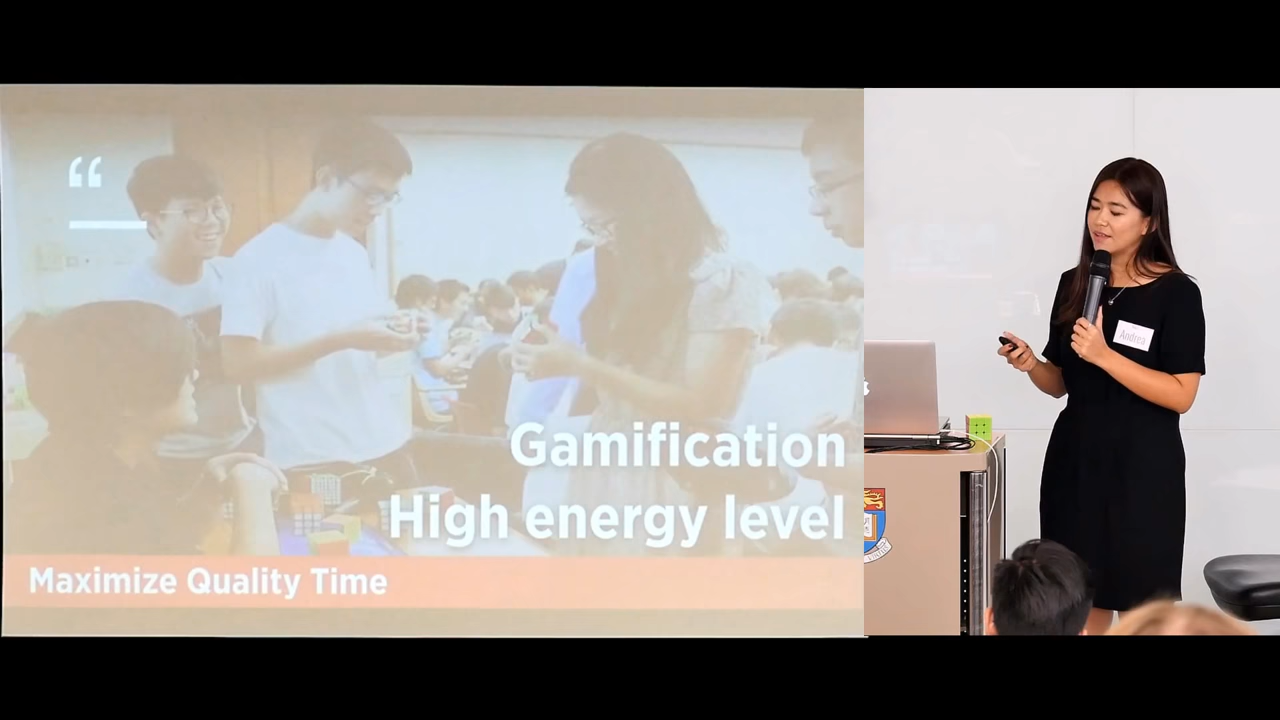 “
Gamification
High energy level
Maximize Quality Time
Andrea